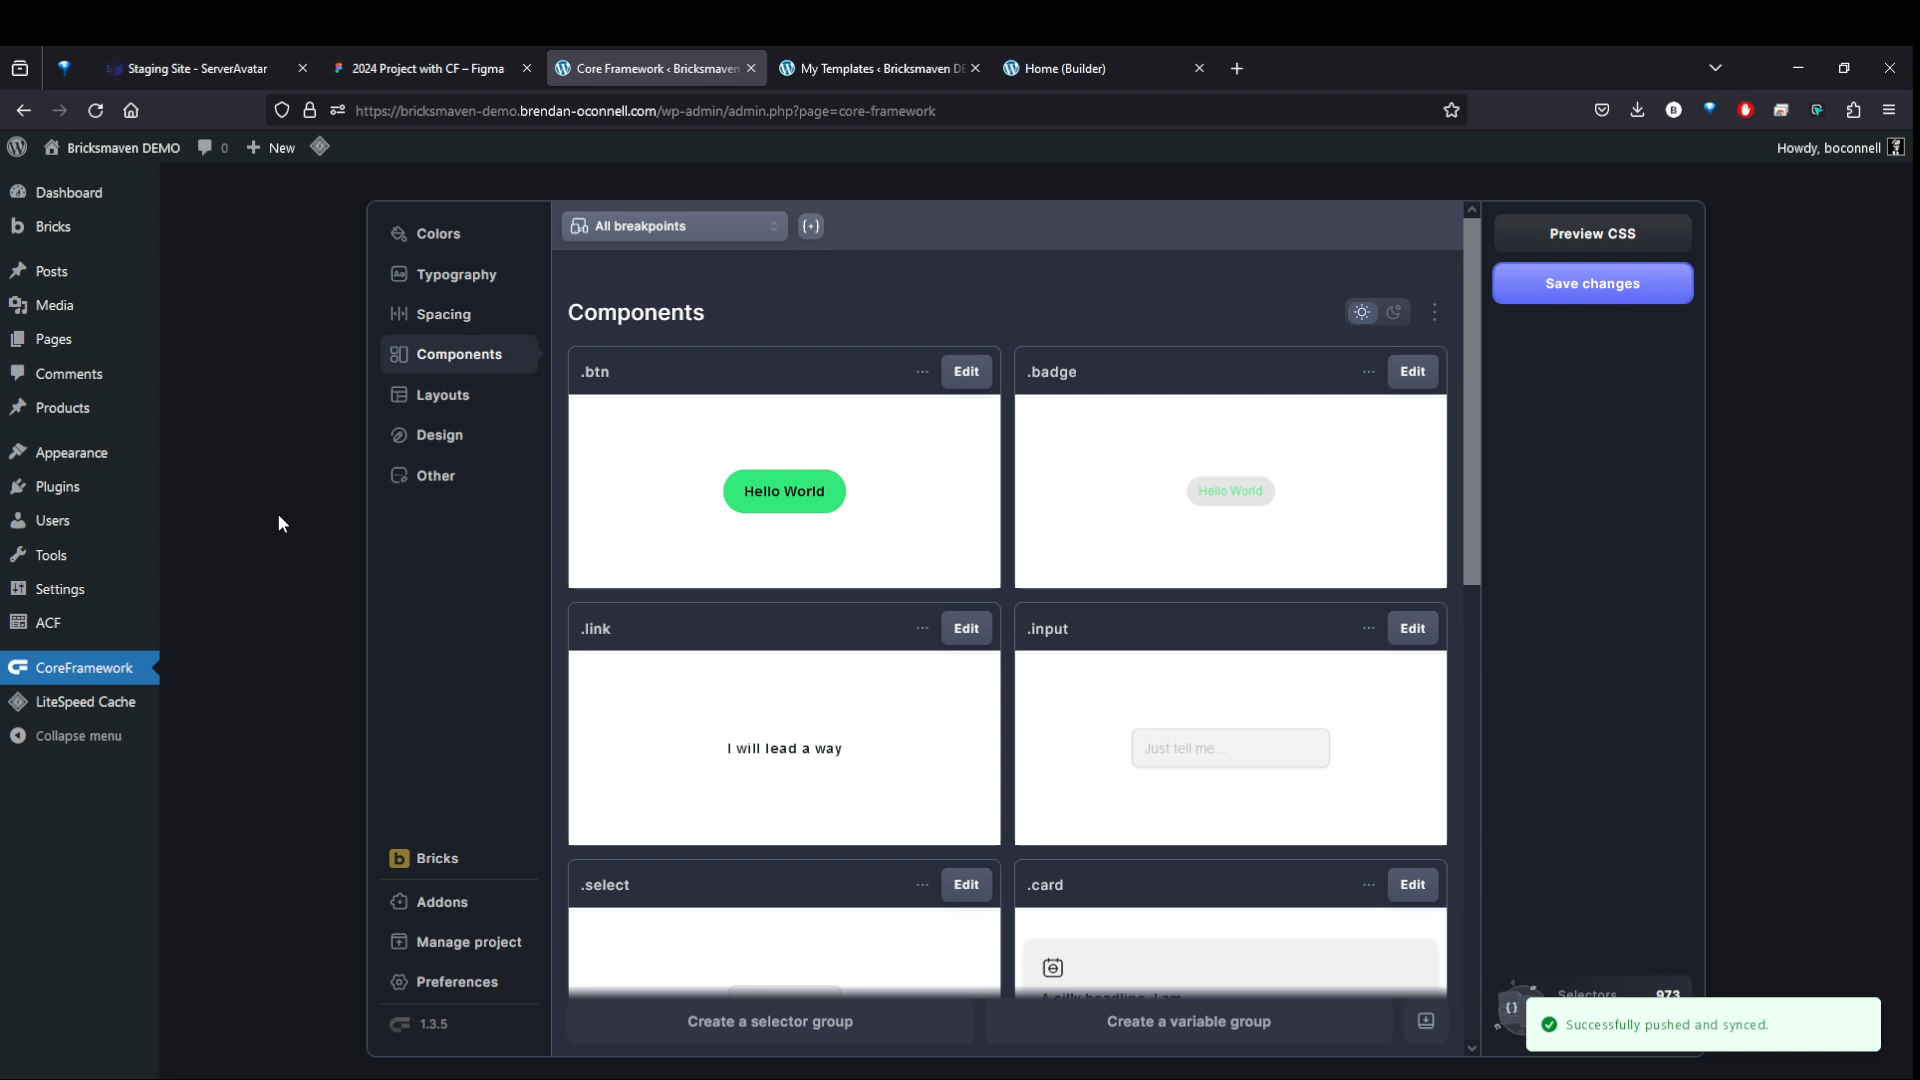 Staging Site - ServerAvatar
2024 Project with CF – Figma
Core Framework ‹ Bricksmaven
My Templates ‹ Bricksmaven DE
Home (Builder)
https://bricksmaven-demo.brendan-oconnell.com/wp-admin/admin.php?page=core-framework
Bricksmaven DEMO
0
New
Howdy, boconnell
Dashboard
Bricks
Posts
Media
Pages
Comments
Products
Appearance
Plugins
Users
Tools
Settings
ACF
CoreFramework
LiteSpeed Cache
Collapse menu
Colors
Typography
Spacing
Components
Layouts
Design
Other
Bricks
Addons
Manage project
Preferences
1.3.5
All breakpoints
Components
.btn
Edit
Hello World
.badge
Edit
Hello World
.link
Edit
I will lead a way
.input
Edit
Just tell me...
.select
Edit
.card
Edit
Create a selector group
Create a variable group
Preview CSS
Save changes
Selectors 973
Successfully pushed and synced.